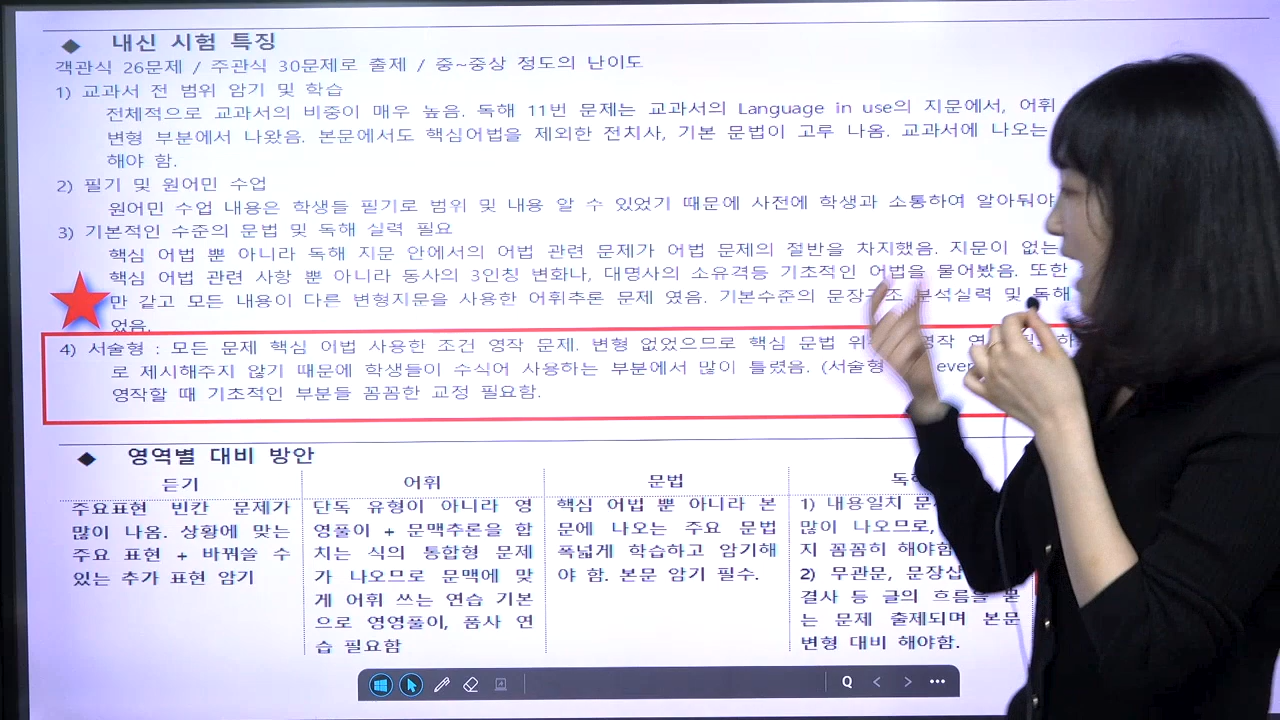 ◆ 내신 시험 특징
객관식 26문제 / 주관식 30문제로 출제 / 중~중상 정도의 난이도
1) 교과서 전 범위 암기 및 학습
전체적으로 교과서의 비중이 매우 높음. 독해 11번 문제는 교과서의 Language in use의 지문에서, 어휘
변형 부분에서 나왔음. 본문에서도 핵심어법을 제외한 전치사, 기본 문법이 고루 나옴. 교과서에 나오는
해야 함.
2) 필기 및 원어민 수업
원어민 수업 내용은 학생들 필기로 범위 및 내용 알 수 있었기 때문에 사전에 학생과 소통하여 알아둬야
3) 기본적인 수준의 문법 및 독해 실력 필요
핵심 어법 뿐 아니라 독해 지문 안에서의 어법 관련 문제가 어법 문제의 절반을 차지했음. 지문이 없는
핵심 어법 관련 사항 뿐 아니라 동사의 3인칭 변화나, 대명사의 소유격등 기초적인 어법을 물어봤음. 또한
만 같고 모든 내용이 다른 변형지문을 사용한 어휘추론 문제 였음. 기본수준의 문장구조 분석실력 및 독해
었음.
4) 서술형 : 모든 문제 핵심 어법 사용한 조건 영작 문제. 변형 없었으므로 핵심 문법 위 영작
로 제시해주지 않기 때문에 학생들이 수식어 사용하는 부분에서 많이 틀렸음. (서술형
영작할 때 기초적인 부분들 꼼꼼한 교정 필요함.
◆ 영역별 대비 방안
듣기 어휘 문법
주요표현 빈칸 문제가
많이 나옴. 상황에 맞는
주요 표현 + 바꿔쓸 수
있는 추가 표현 암기
단독 유형이 아니라 영
영풀이 + 문맥추론을 합
치는 식의 통합형 문제
가 나오므로 문맥에 맞
게 어휘 쓰는 연습 기본
으로 영영풀이, 품사 연
습 필요함
핵심 어법 뿐 아니라 본
문에 나오는 주요 문법
폭넓게 학습하고 암기해
야 함. 본문 암기 필수.
1) 내용일치
많이 나오므로,
지 꼼꼼히 해야함
2) 무관문, 문장삽
결사 등 글의 흐름을 묻
는 문제 출제되며 본문
변형 대비 해야함.